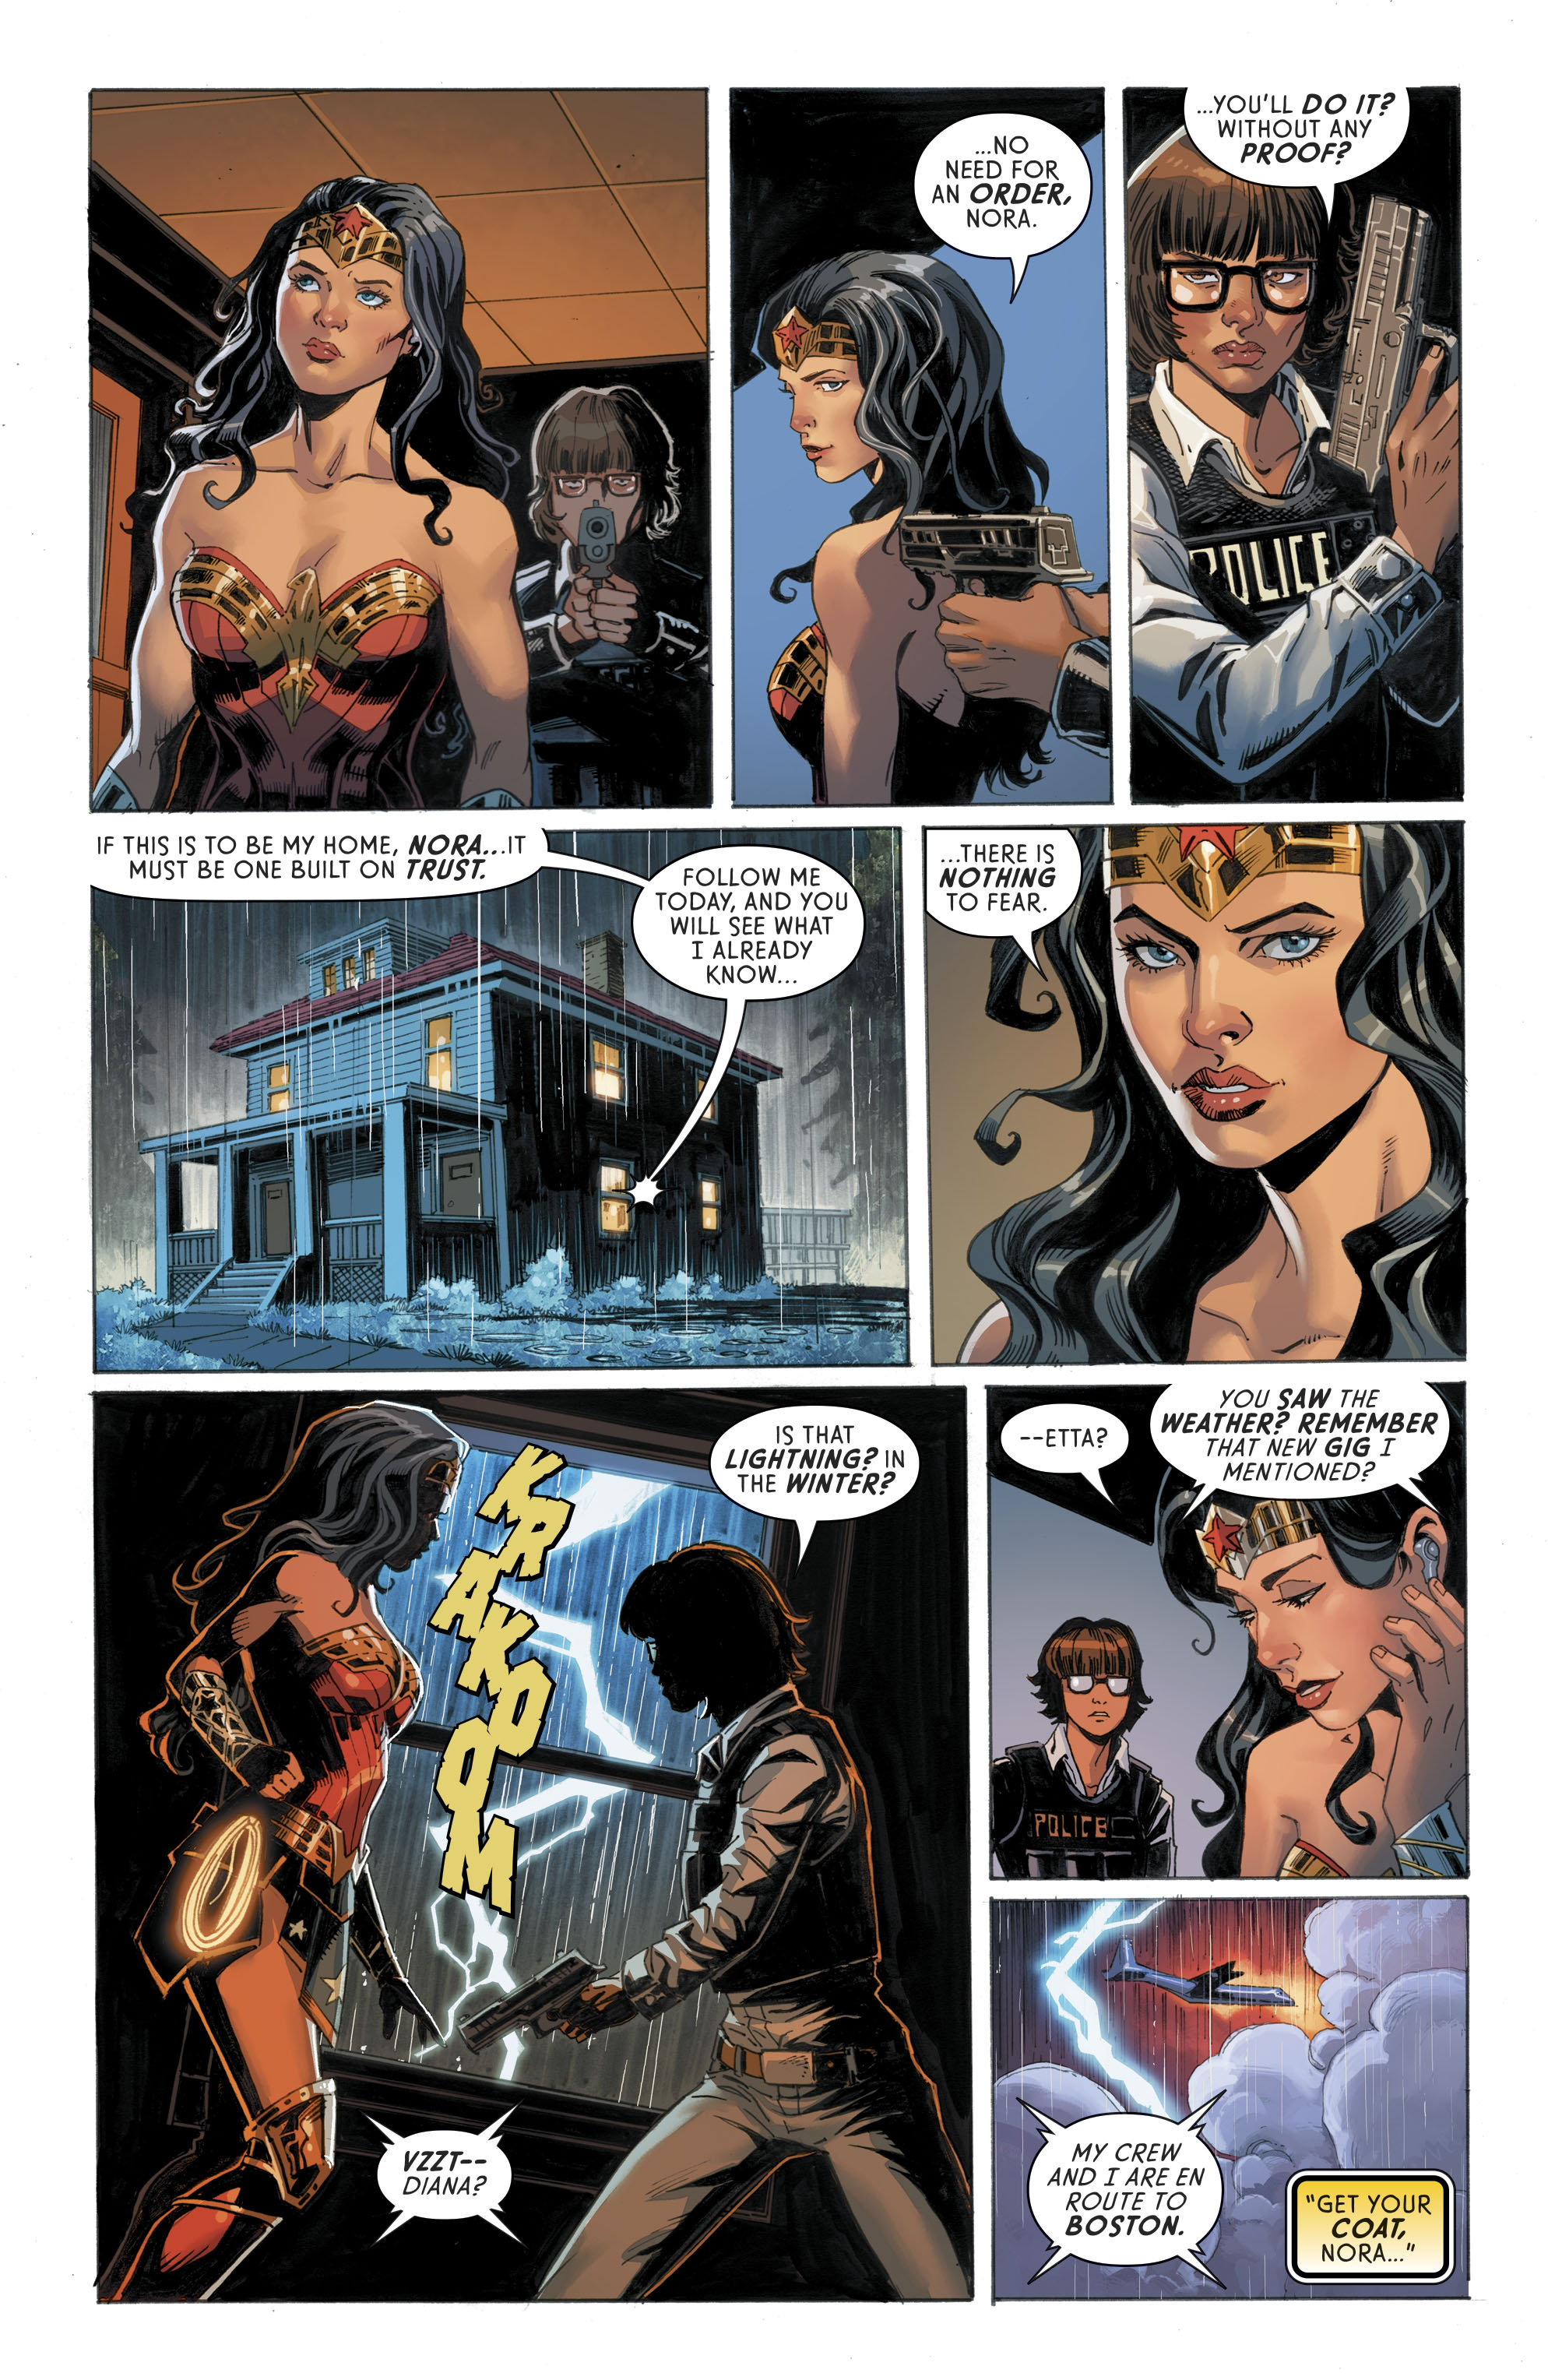 ...NO
NEED FOR
AN ORDER,
NORA.
...YOU'LL DO IT?
WITHOUT ANY
PROOF?
POLICE
IF THIS IS TO BE MY HOME, NORA...IT
MUST BE ONE BUILT ON TRUST.
FOLLOW ME
TODAY, AND YOU
WILL SEE WHAT
I ALREADY
KNOW...
...THERE IS
NOTHING
TO FEAR.
KRAKKOOOM
IS THAT
LIGHTNING? IN
THE WINTER?
VZZT--
DIANA?
--ETTA?
YOU SAW THE
WEATHER? REMEMBER
THAT NEW GIG I
MENTIONED?
POLICE
MY CREW
AND I ARE EN
ROUTE TO
BOSTON.
"GET YOUR
COAT,
NORA..."